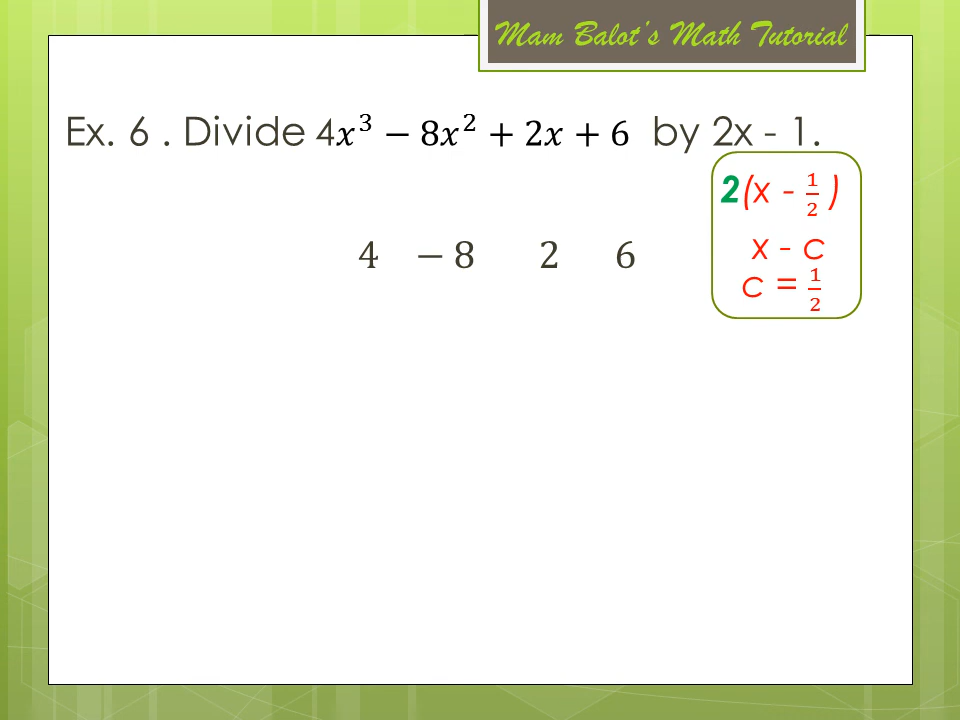 Mam Balot's Math Tutorial
Ex. 6 . Divide 4𝑥³ − 8𝑥² + 2𝑥 + 6 by 2x - 1.
2(x - 1/2 )
x - c
c = 1/2
4 − 8 2 6